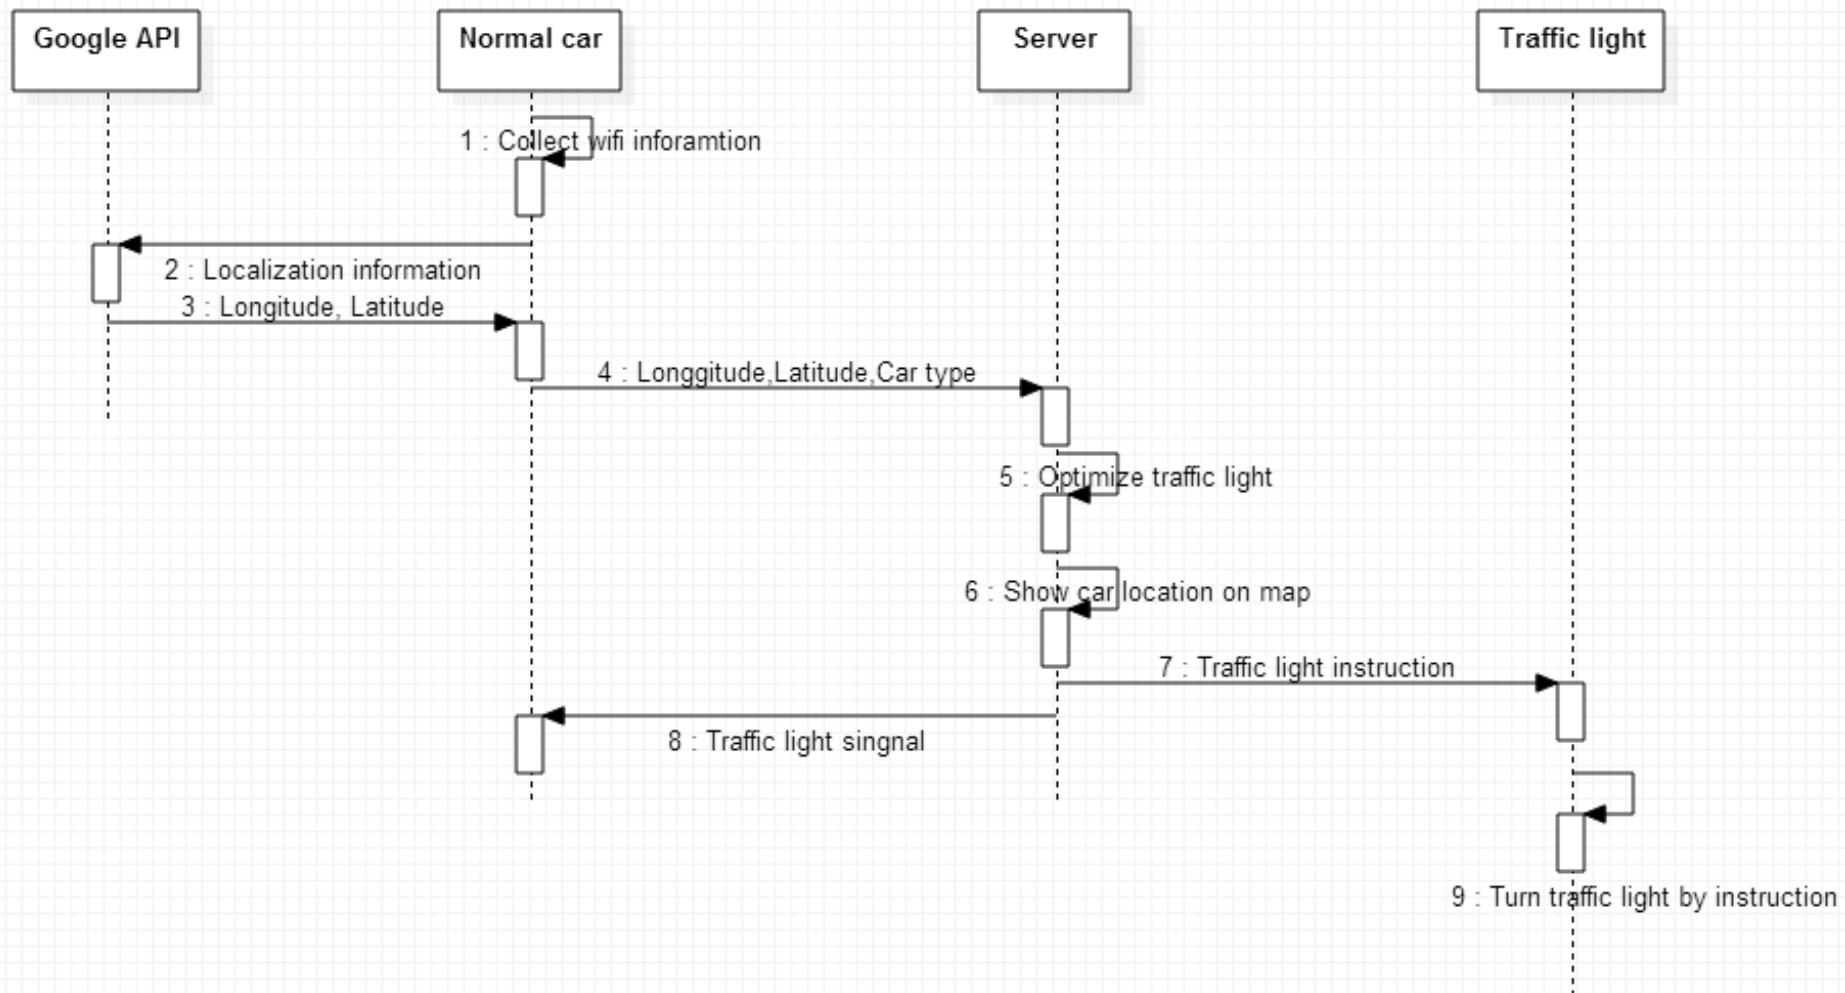 Google API
Normal car
Server
Traffic light
1 : Collect wifi inforamtion
2 : Localization information
3 : Longitude, Latitude
4 : Longgitude,Latitude,Car type
5 : Optimize traffic light
6 : Show car location on map
7 : Traffic light instruction
8 : Traffic light singnal
9 : Turn traffic light by instruction